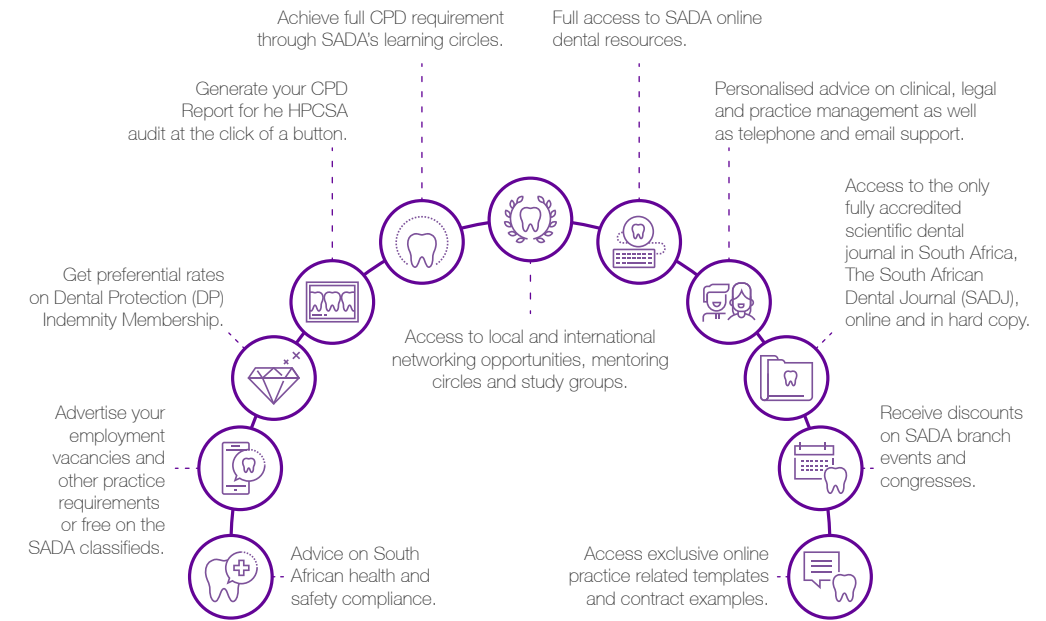 Achieve full CPD requirement
through SADA's learning circles.
Full access to SADA online
dental resources.
Generate your CPD
Report for he HPCSA
audit at the click of a button.
Personalised advice on clinical, legal
and practice management as well
as telephone and email support.
Access to the only
fully accredited
scientific dental
journal in South Africa,
The South African
Dental Journal (SADJ),
online and in hard copy.
Get preferential rates
on Dental Protection (DP)
Indemnity Membership.
Access to local and international
networking opportunities, mentoring
circles and study groups.
Advertise your
employment
vacancies and
other practice
requirements
or free on the
SADA classifieds.
Receive discounts
on SADA branch
events and
congresses.
Advice on South
African health and
safety compliance.
Access exclusive online
practice related templates
and contract examples.